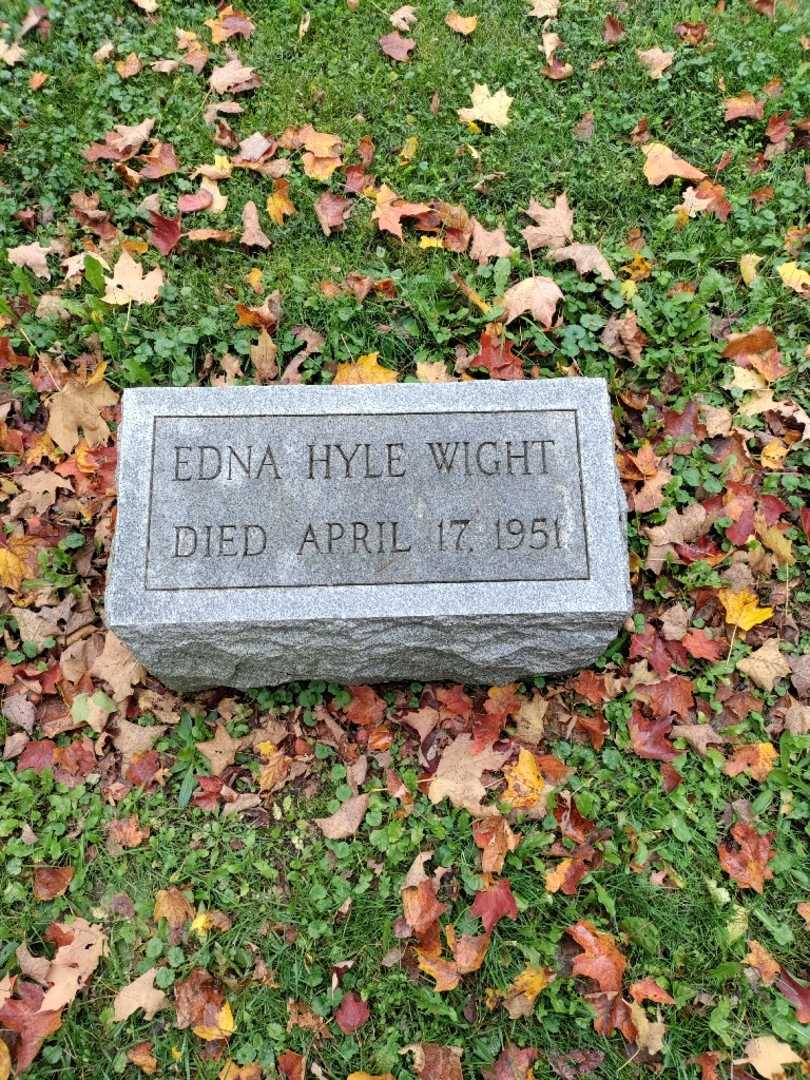 EDNA HYLE WIGHT
DIED APRIL 17, 1951